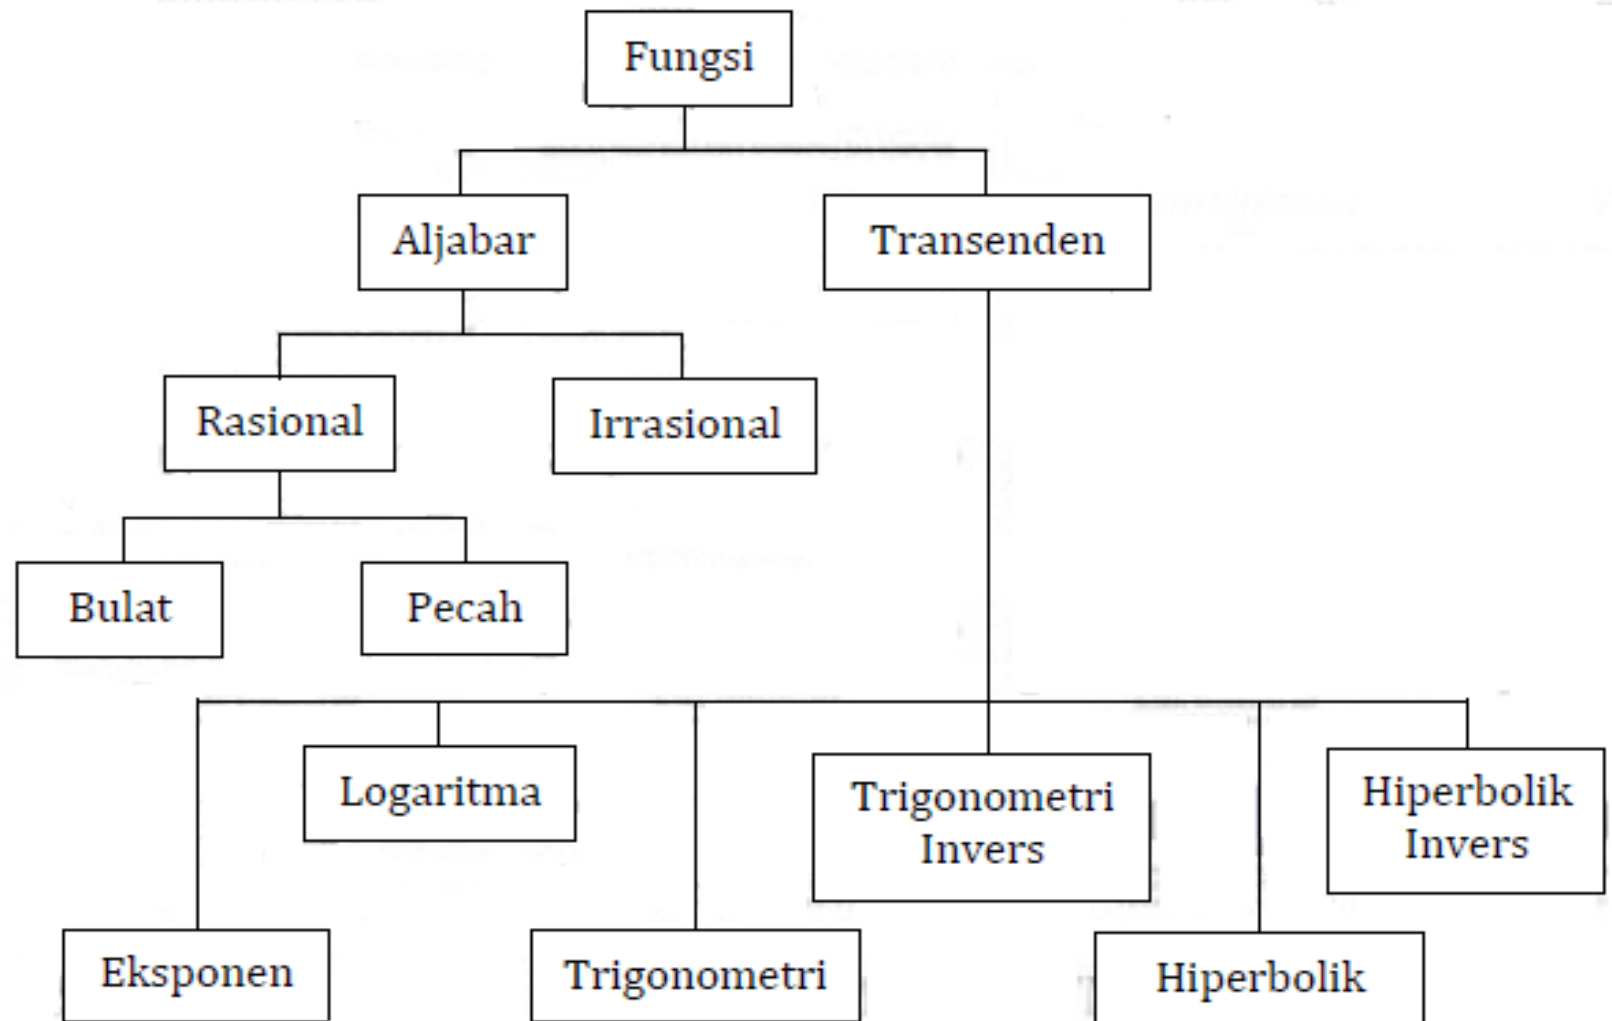 Fungsi
Aljabar
Transenden
Rasional
Irrasional
Bulat
Pecah
Logaritma
Trigonometri
Invers
Hiperbolik
Invers
Eksponen
Trigonometri
Hiperbolik